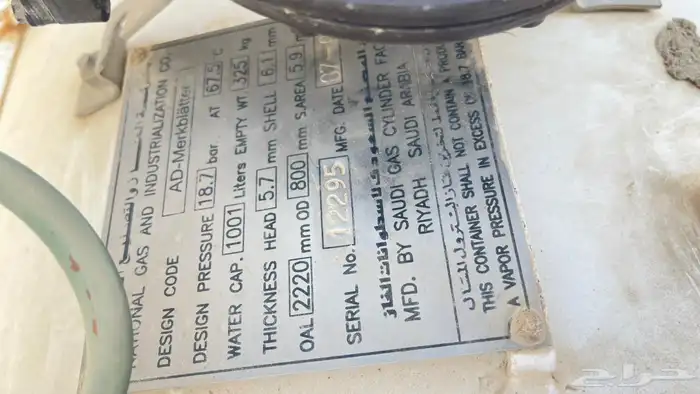 NATIONAL GAS AND INDUSTRIALIZATION CO.
DESIGN CODE AD-Merkblätter
DESIGN PRESSURE 18.7 bar. AT 67.5 °C
WATER CAP. 1001 Liters EMPTY WT 325 kg
THICKNESS HEAD 5.7 mm SHELL 6.1 mm
OAL 2220 mm OD 800 mm S.AREA 5.9
SERIAL No. 12295 MFG. DATE 07-
MFD. BY SAUDI GAS CYLINDER FAC
RIYADH SAUDI ARABIA
THIS CONTAINER SHALL NOT CONTAIN A PRODU
A VAPOR PRESSURE IN EXCESS OF 18.7 BAR
حراج